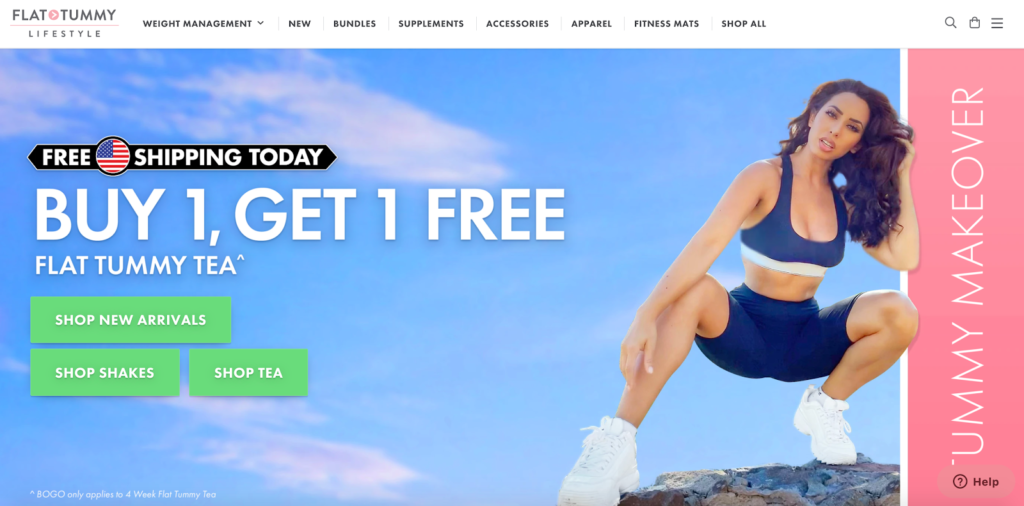 FLAT TUMMY
LIFESTYLE
WEIGHT MANAGEMENT
NEW
BUNDLES
SUPPLEMENTS
ACCESSORIES
APPAREL
FITNESS MATS
SHOP ALL
FREE SHIPPING TODAY
BUY 1, GET 1 FREE
FLAT TUMMY TEA^
SHOP NEW ARRIVALS
SHOP SHAKES
SHOP TEA
^ BOGO only applies to 4 Week Flat Tummy Tea
TUMMY MAKEOVER
Help